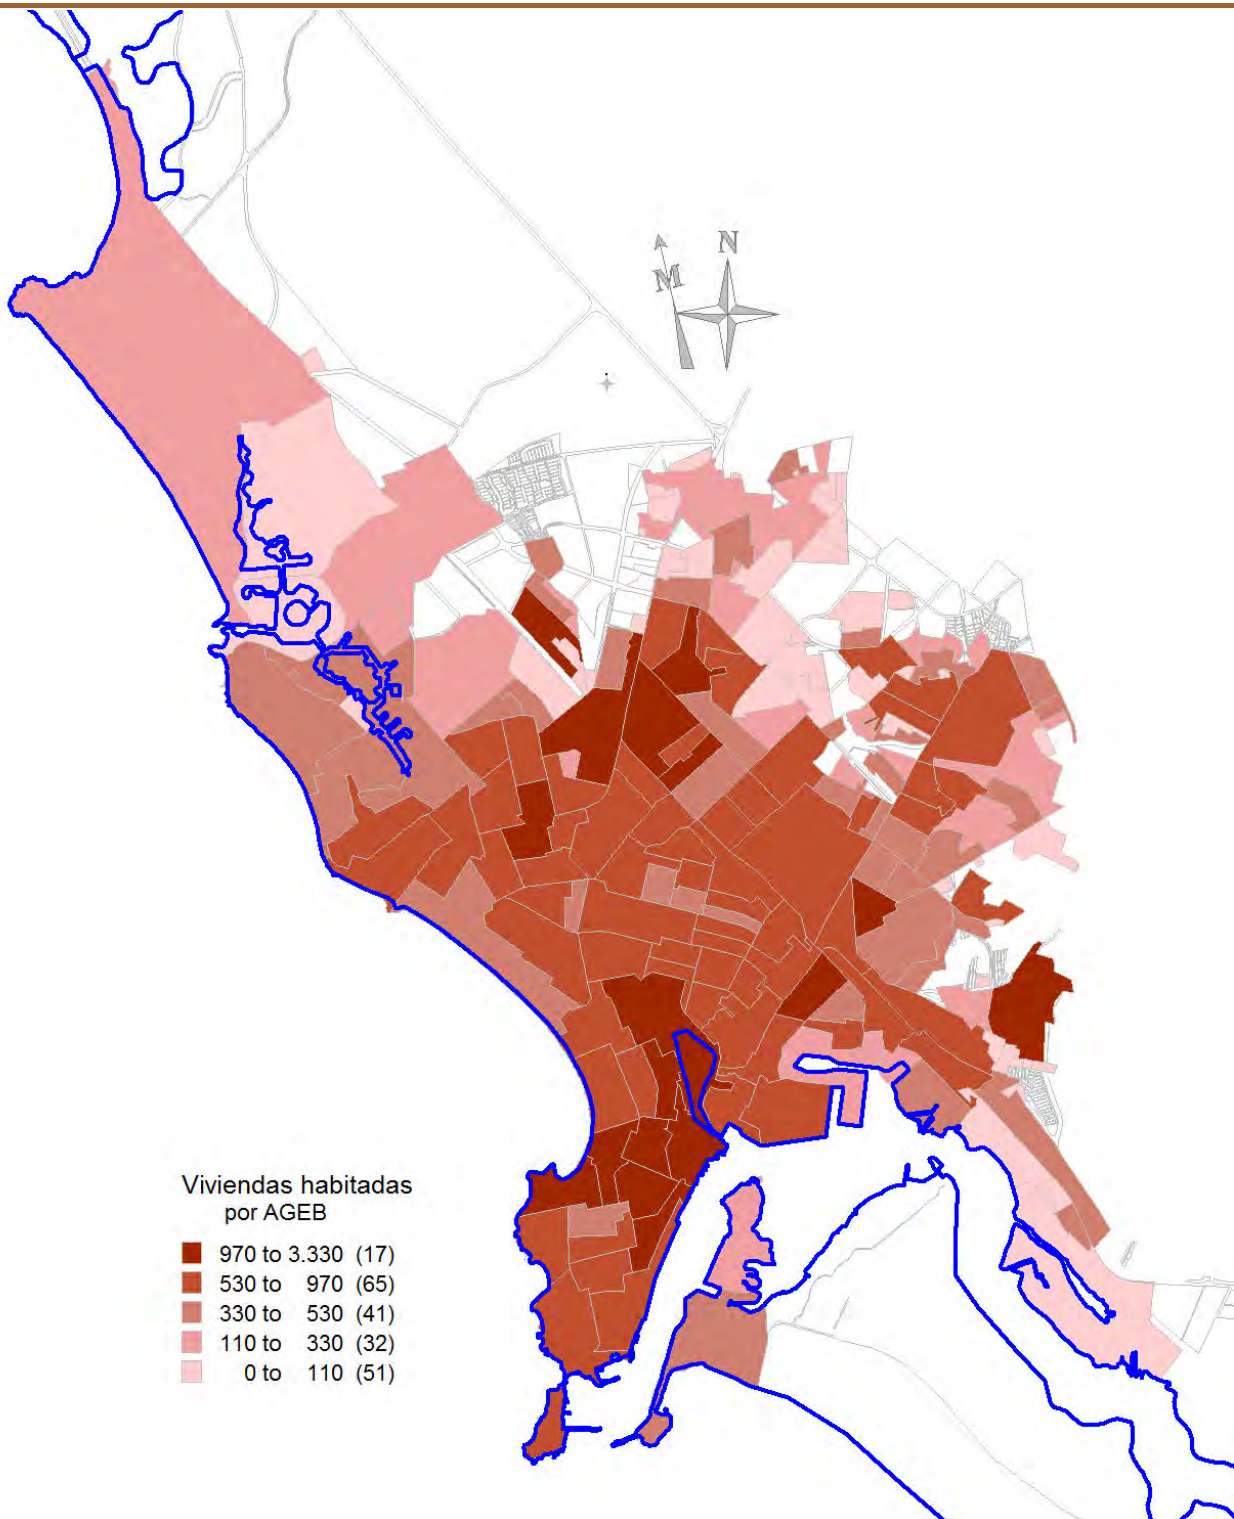 N
M
Viviendas habitadas
por AGEB
970 to 3.330 (17)
530 to 970 (65)
330 to 530 (41)
110 to 330 (32)
0 to 110 (51)